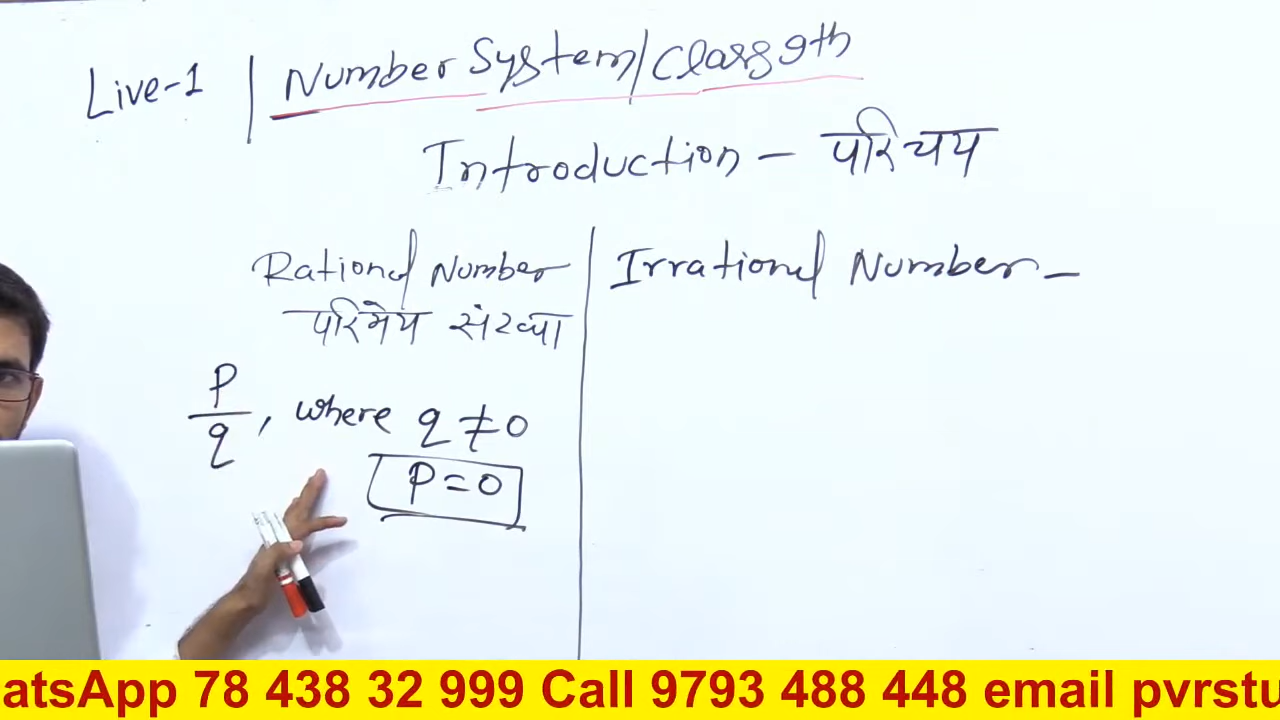 Live-1 | Number System/Class 9th
Introduction - परिचय
Rational Number
परिमेय संख्या
Irrational Number -
P/q, where q ≠ 0
P = 0
atsApp 78 438 32 999 Call 9793 488 448 email pvrstu